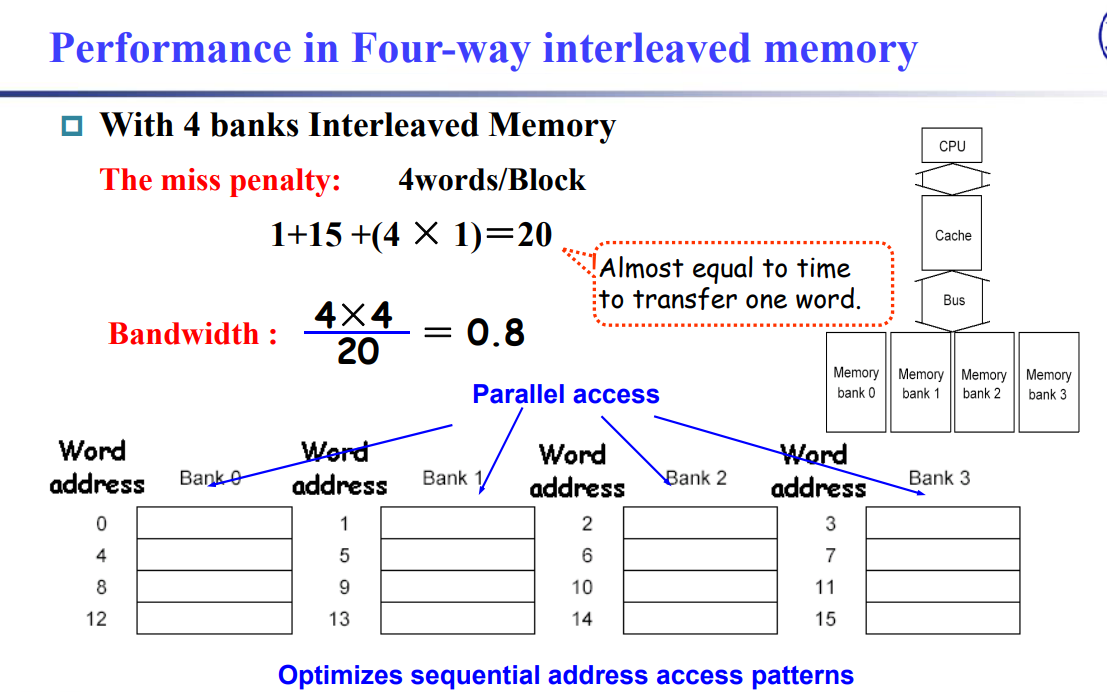 Performance in Four-way interleaved memory
With 4 banks Interleaved Memory
The miss penalty: 4words/Block
1+15 +(4 × 1)=20
Almost equal to time
to transfer one word.
Bandwidth : 4×4
20
= 0.8
CPU
Cache
Bus
Memory bank 0
Memory bank 1
Memory bank 2
Memory bank 3
Parallel access
Word address Bank 0
0
4
8
12
Word address Bank 1
1
5
9
13
Word address Bank 2
2
6
10
14
Word address Bank 3
3
7
11
15
Optimizes sequential address access patterns